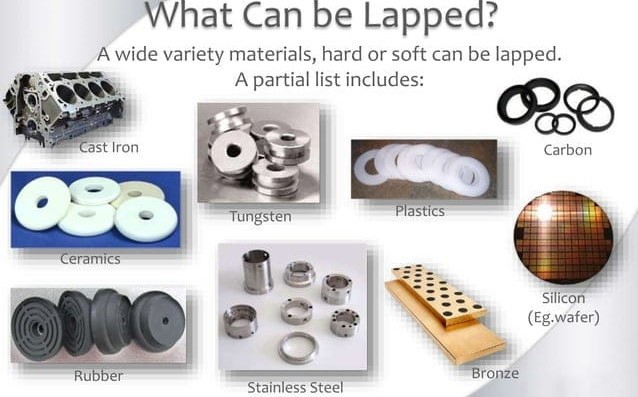 What Can be Lapped?
A wide variety materials, hard or soft can be lapped.
A partial list includes:
Cast Iron
Carbon
Tungsten
Plastics
Ceramics
Silicon
(Eg.wafer)
Rubber
Stainless Steel
Bronze